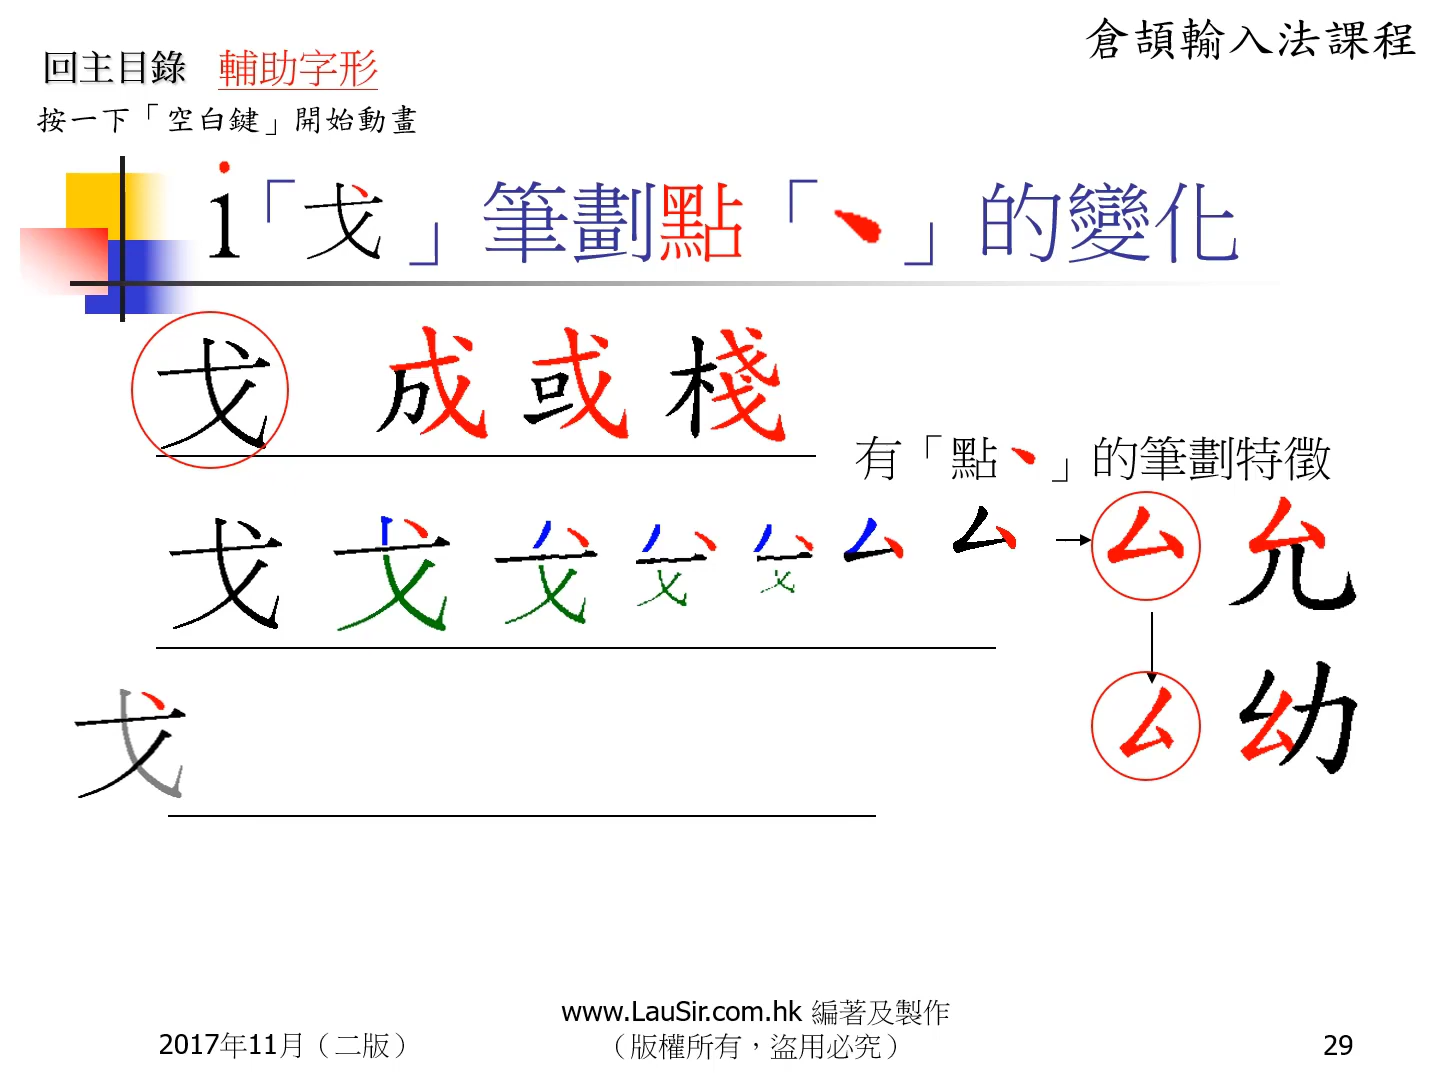 倉頡輸入法課程
回主目錄 輔助字形
按一下「空白鍵」開始動畫
i「戈」筆劃點「丶」的變化
戈 成 或 棧
有「點丶」的筆劃特徵
戈 戈 厶 厶 允
厶 幼
戈
www.LauSir.com.hk 編著及製作
2017年11月（二版）
（版權所有，盜用必究）
29